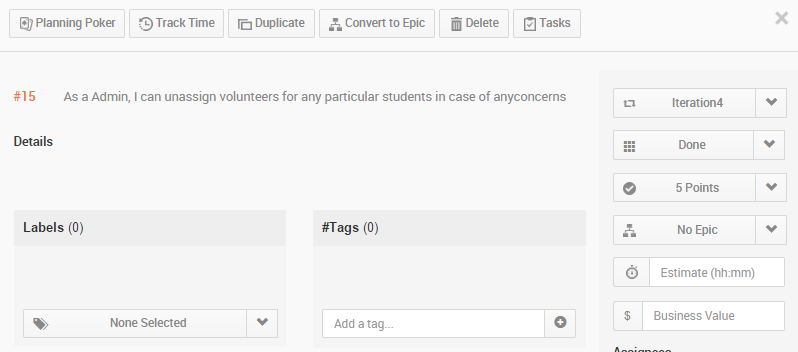 Planning Poker Track Time Duplicate Convert to Epic Delete Tasks
#15 As a Admin, I can unassign volunteers for any particular students in case of anyconcerns
Details
Labels (0)
None Selected
#Tags (0)
Add a tag...
Iteration4
Done
5 Points
No Epic
Estimate (hh:mm)
$ Business Value
Assignees